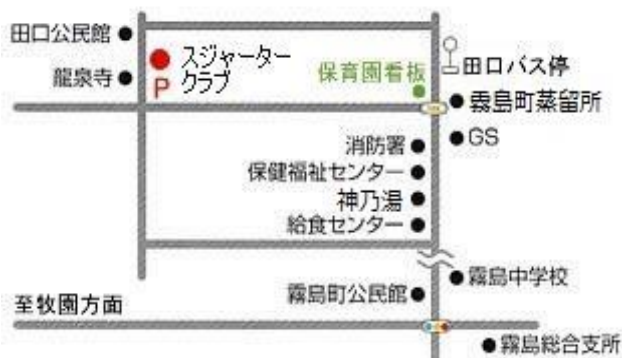 田口公民館
スジャーター
クラブ
P
龍泉寺
保育園看板
田口バス停
霧島町蒸留所
GS
消防署
保健福祉センター
神乃湯
給食センター
霧島中学校
霧島町公民館
至牧園方面
霧島総合支所